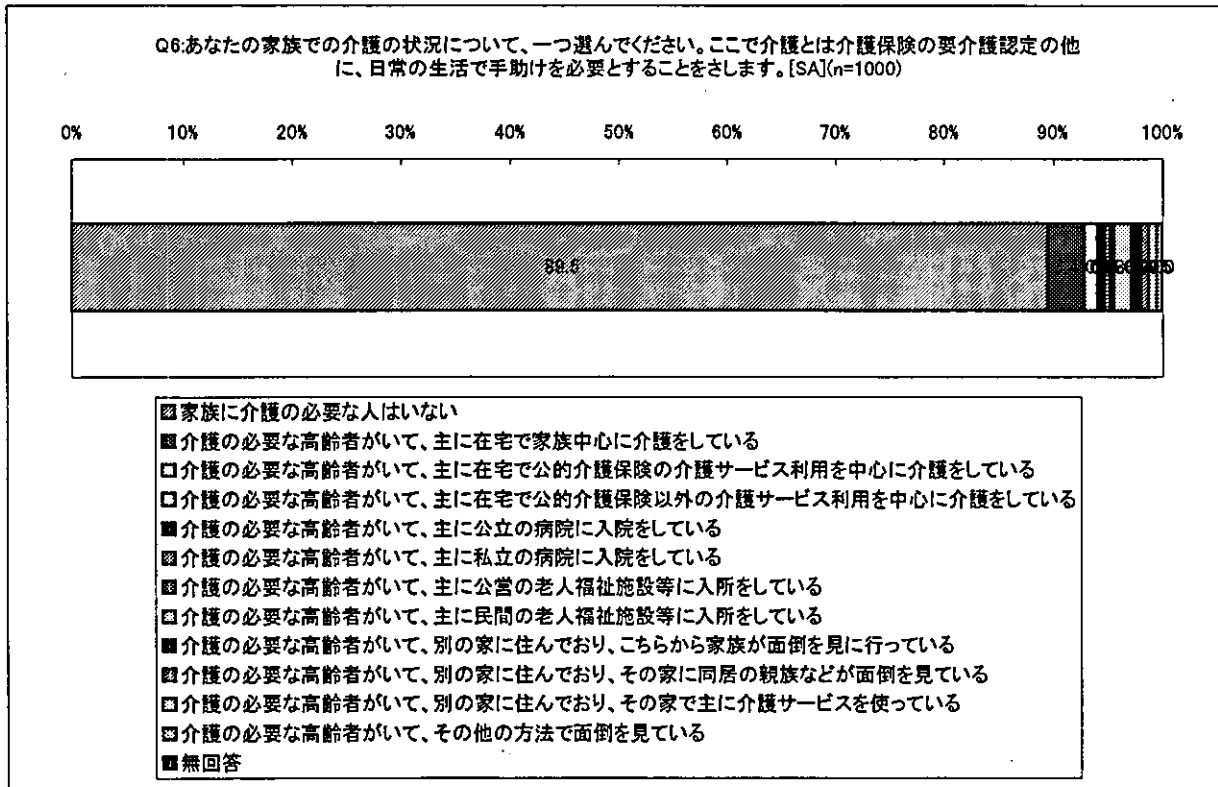 Q6:あなたの家族での介護の状況について、一つ選んでください。ここで介護とは介護保険の要介護認定の他
に、日常の生活で手助けを必要とすることをさします。[SA](n=1000)
0% 10% 20% 30% 40% 50% 60% 70% 80% 90% 100%
89.5
家族に介護の必要な人はいない
介護の必要な高齢者がいて、主に在宅で家族中心に介護をしている
介護の必要な高齢者がいて、主に在宅で公的介護保険の介護サービス利用を中心に介護をしている
介護の必要な高齢者がいて、主に在宅で公的介護保険以外の介護サービス利用を中心に介護をしている
介護の必要な高齢者がいて、主に公立の病院に入院をしている
介護の必要な高齢者がいて、主に私立の病院に入院をしている
介護の必要な高齢者がいて、主に公営の老人福祉施設等に入所をしている
介護の必要な高齢者がいて、主に民間の老人福祉施設等に入所をしている
介護の必要な高齢者がいて、別の家に住んでおり、こちらから家族が面倒を見に行っている
介護の必要な高齢者がいて、別の家に住んでおり、その家に同居の親族などが面倒を見ている
介護の必要な高齢者がいて、別の家に住んでおり、その家で主に介護サービスを使っている
介護の必要な高齢者がいて、その他の方法で面倒を見ている
無回答